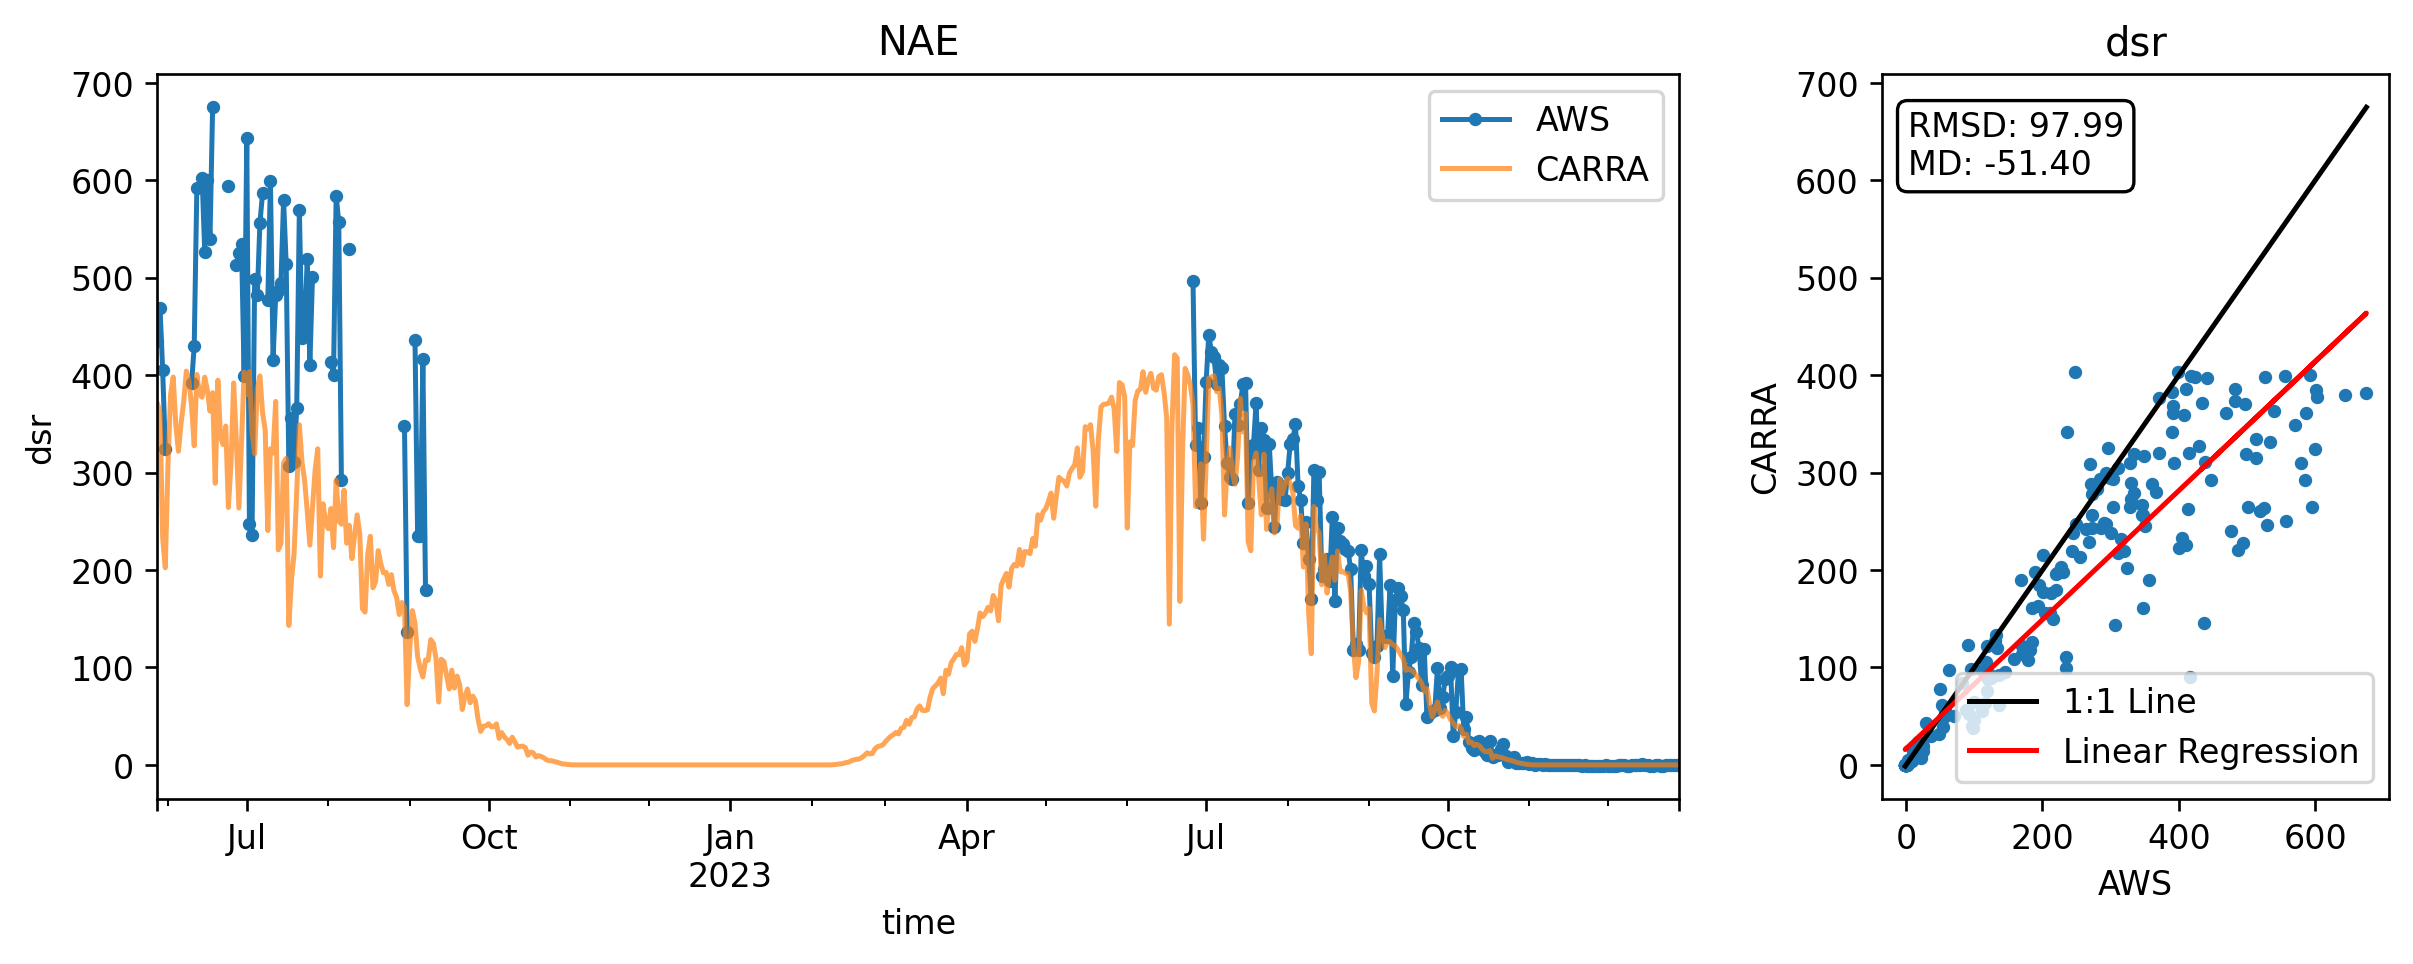 NAE
700
600
500
400
300
200
100
0
dsr
AWS
CARRA
Jul
Oct
Jan
2023
Apr
Jul
Oct
time
dsr
700
600
500
400
300
200
100
0
CARRA
RMSD: 97.99
MD: -51.40
1:1 Line
Linear Regression
0
200
400
600
AWS